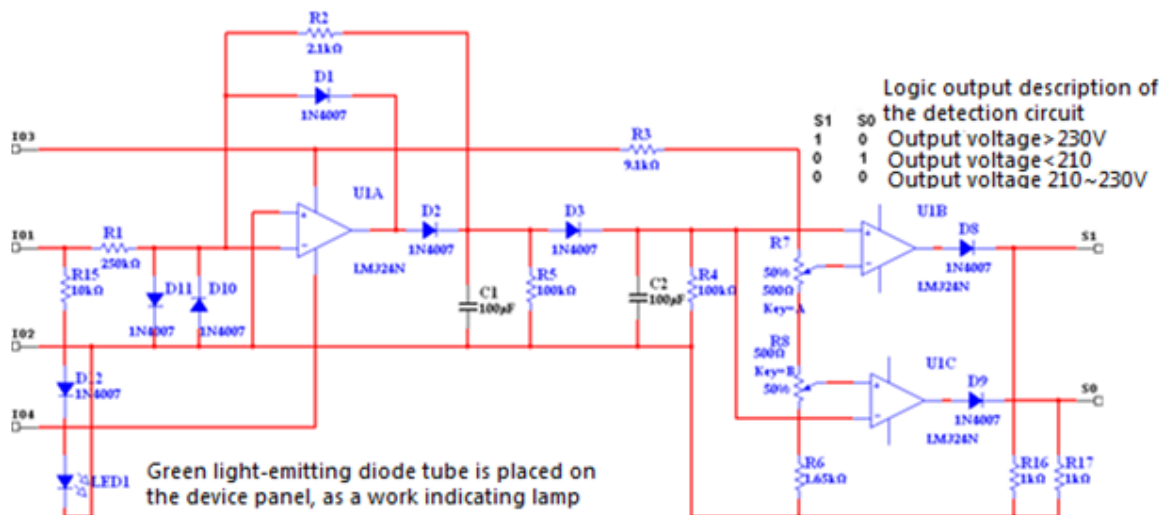 R2
2.1kΩ
D1
1N4007
Logic output description of
the detection circuit
S1 S0
1 0 Output voltage>230V
0 1 Output voltage<210
0 0 Output voltage 210~230V
IO3
R3
9.1kΩ
U1A
U1B
IO1
R1
250kΩ
D2
1N4007
D3
1N4007
D8
1N4007
S1
LM324N
LM324N
R15
10kΩ
D11
1N4007
D10
1N4007
C1
100μF
R5
100kΩ
C2
100μF
R4
100kΩ
R7
50%
500Ω
Key=A
IO2
R8
500Ω
Key=B
50%
U1C
D9
1N4007
S0
LM324N
D12
1N4007
IO4
LED1
Green light-emitting diode tube is placed on
the device panel, as a work indicating lamp
R6
1.65kΩ
R16
1kΩ
R17
1kΩ